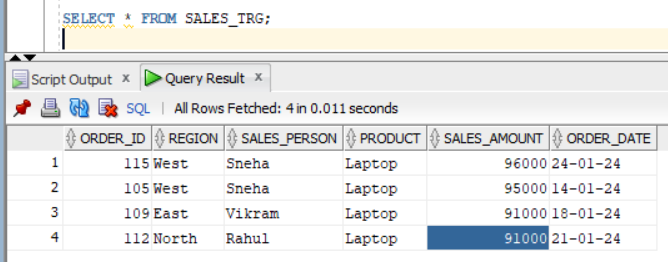 SELECT * FROM SALES_TRG;
Script Output x Query Result x
SQL | All Rows Fetched: 4 in 0.011 seconds
ORDER_ID REGION SALES_PERSON PRODUCT SALES_AMOUNT ORDER_DATE
1 115 West Sneha Laptop 96000 24-01-24
2 105 West Sneha Laptop 95000 14-01-24
3 109 East Vikram Laptop 91000 18-01-24
4 112 North Rahul Laptop 91000 21-01-24